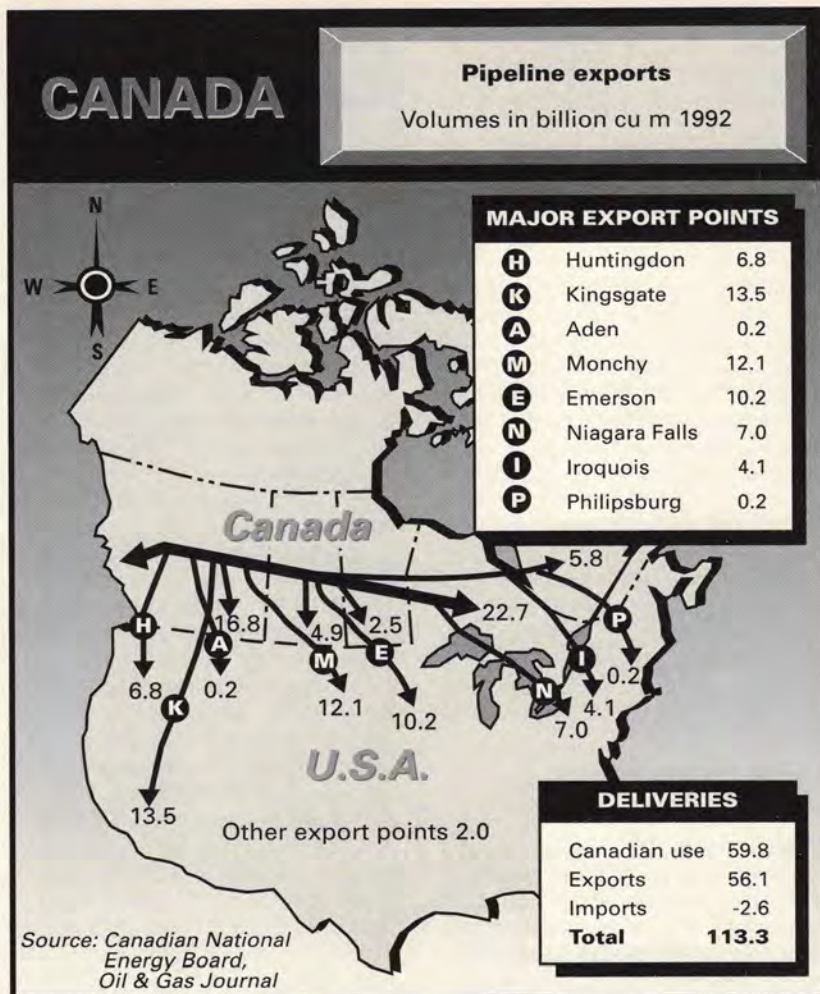 CANADA
Pipeline exports
Volumes in billion cu m 1992
N
W E
S
MAJOR EXPORT POINTS
H Huntingdon 6.8
K Kingsgate 13.5
A Aden 0.2
M Monchy 12.1
E Emerson 10.2
N Niagara Falls 7.0
I Iroquois 4.1
P Philipsburg 0.2
Canada
5.8
22.7
H
16.8
A
4.9
2.5
M
E
P
I
6.8
K
0.2
12.1
10.2
N
7.0
4.1
0.2
U.S.A.
13.5
Other export points 2.0
DELIVERIES
Canadian use 59.8
Exports 56.1
Imports -2.6
Total 113.3
Source: Canadian National
Energy Board,
Oil & Gas Journal